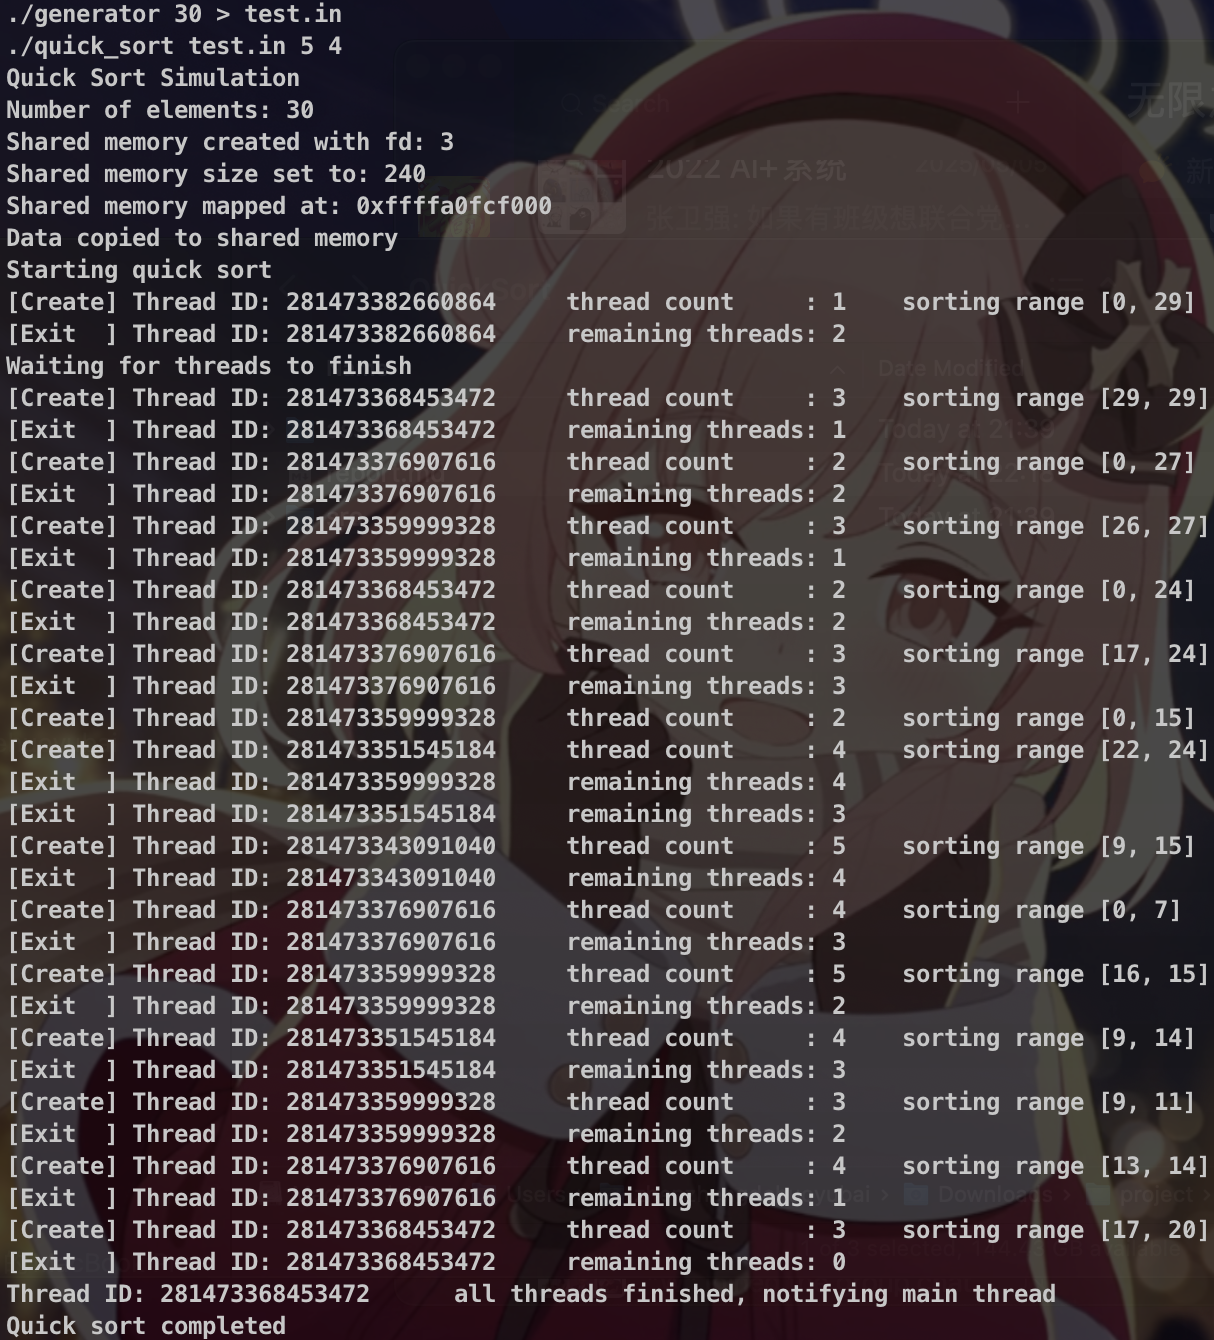 ./generator 30 > test.in
./quick_sort test.in 5 4
Quick Sort Simulation
Number of elements: 30
Shared memory created with fd: 3
Shared memory size set to: 240
Shared memory mapped at: 0xffffa0fcf000
Data copied to shared memory
Starting quick sort
[Create] Thread ID: 281473382660864     thread count     : 1    sorting range [0, 29]
[Exit  ] Thread ID: 281473382660864     remaining threads: 2
Waiting for threads to finish
[Create] Thread ID: 281473368453472     thread count     : 3    sorting range [29, 29]
[Exit  ] Thread ID: 281473368453472     remaining threads: 1
[Create] Thread ID: 281473376907616     thread count     : 2    sorting range [0, 27]
[Exit  ] Thread ID: 281473376907616     remaining threads: 2
[Create] Thread ID: 281473359999328     thread count     : 3    sorting range [26, 27]
[Exit  ] Thread ID: 281473359999328     remaining threads: 1
[Create] Thread ID: 281473368453472     thread count     : 2    sorting range [0, 24]
[Exit  ] Thread ID: 281473368453472     remaining threads: 2
[Create] Thread ID: 281473376907616     thread count     : 3    sorting range [17, 24]
[Exit  ] Thread ID: 281473376907616     remaining threads: 3
[Create] Thread ID: 281473359999328     thread count     : 2    sorting range [0, 15]
[Create] Thread ID: 281473351545184     thread count     : 4    sorting range [22, 24]
[Exit  ] Thread ID: 281473359999328     remaining threads: 4
[Exit  ] Thread ID: 281473351545184     remaining threads: 3
[Create] Thread ID: 281473343091040     thread count     : 5    sorting range [9, 15]
[Exit  ] Thread ID: 281473343091040     remaining threads: 4
[Create] Thread ID: 281473376907616     thread count     : 4    sorting range [0, 7]
[Exit  ] Thread ID: 281473376907616     remaining threads: 3
[Create] Thread ID: 281473359999328     thread count     : 5    sorting range [16, 15]
[Exit  ] Thread ID: 281473359999328     remaining threads: 2
[Create] Thread ID: 281473351545184     thread count     : 4    sorting range [9, 14]
[Exit  ] Thread ID: 281473351545184     remaining threads: 3
[Create] Thread ID: 281473359999328     thread count     : 3    sorting range [9, 11]
[Exit  ] Thread ID: 281473359999328     remaining threads: 2
[Create] Thread ID: 281473376907616     thread count     : 4    sorting range [13, 14]
[Exit  ] Thread ID: 281473376907616     remaining threads: 1
[Create] Thread ID: 281473368453472     thread count     : 3    sorting range [17, 20]
[Exit  ] Thread ID: 281473368453472     remaining threads: 0
Thread ID: 281473368453472      all threads finished, notifying main thread
Quick sort completed